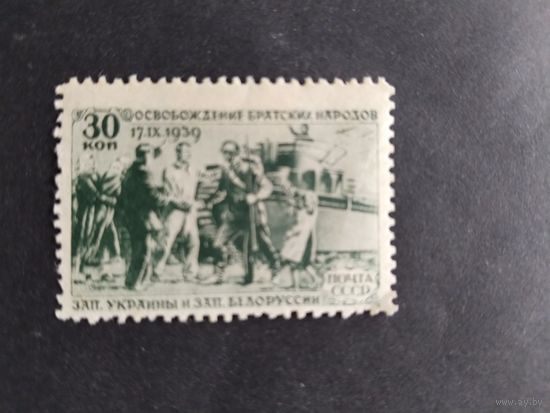 ОСВОБОЖДЕНИЕ БРАТСКИХ НАРОДОВ
30 КОП
17.IX.1939
ПОЧТА
СССР
ЗАП. УКРАИНЫ И ЗАП. БЕЛОРУССИИ
www.ay.by